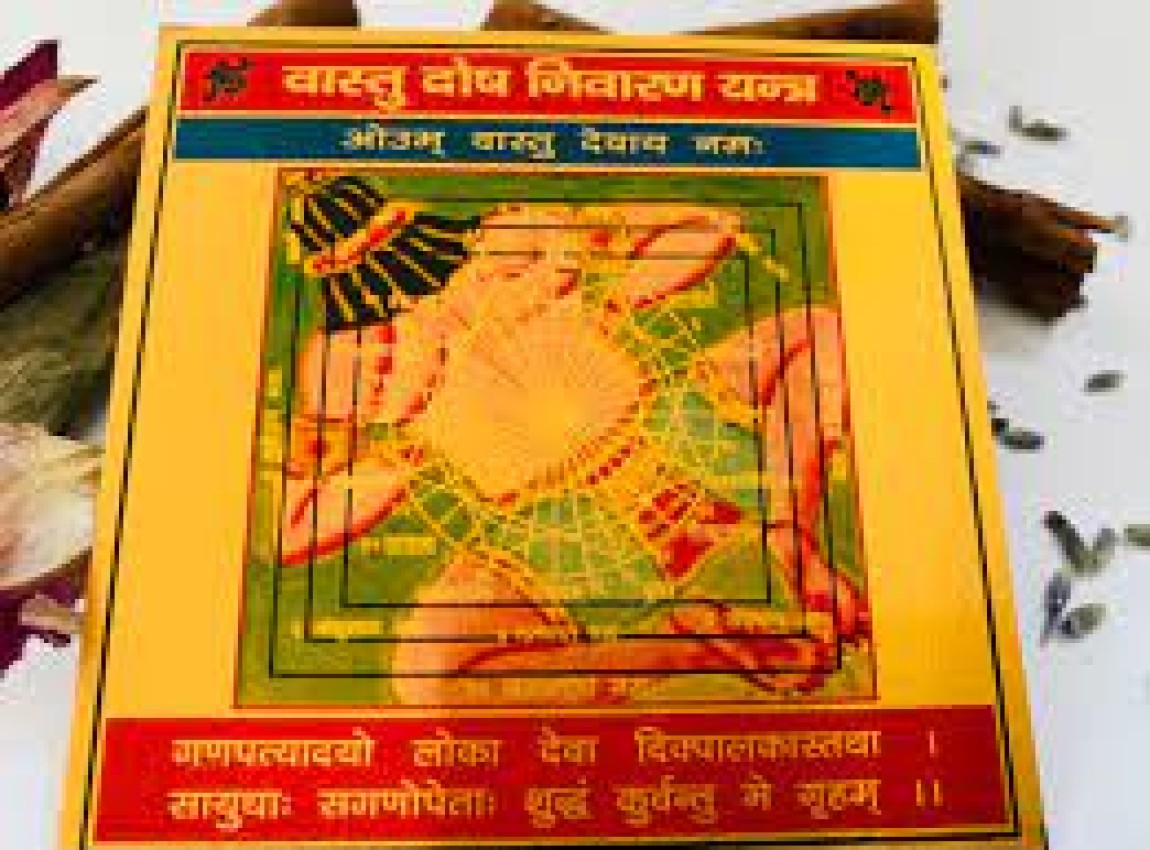 वास्तु दोष निवारण यन्त्र
ओउम् वास्तु देवाय नमः
गणपत्यादयो लोका देवा दिक्पालकास्तथा ।
सायुधाः सगणोपेताः शुद्धं कुर्वन्तु मे गृहम् ।।